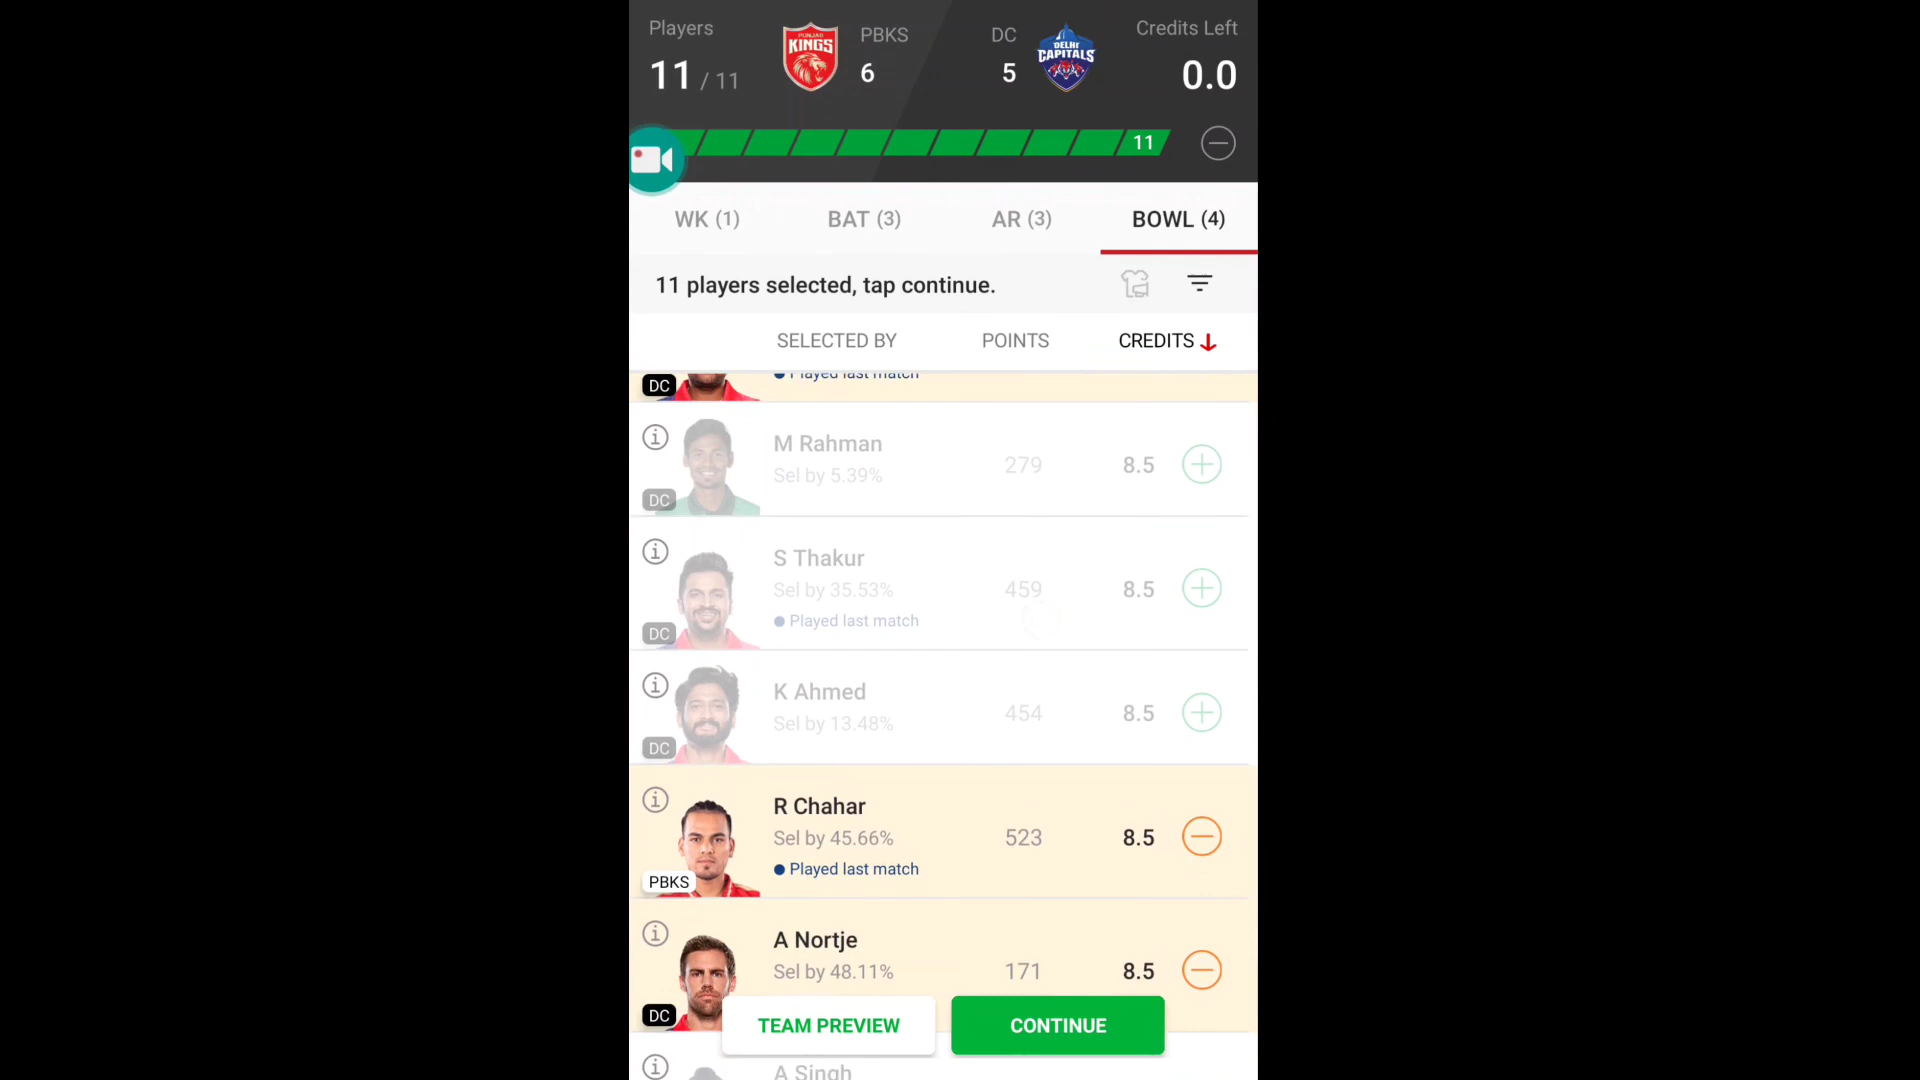 Players
PBKS
DC
Credits Left
11 / 11
PUNJAB
KINGS
6
5
DELHI
CAPITALS
0.0
11
WK (1)
BAT (3)
AR (3)
BOWL (4)
11 players selected, tap continue.
SELECTED BY
POINTS
CREDITS
DC
Played last match
M Rahman
Sel by 5.39%
279
8.5
DC
S Thakur
Sel by 35.53%
459
8.5
Played last match
DC
K Ahmed
Sel by 13.48%
454
8.5
DC
R Chahar
Sel by 45.66%
523
8.5
Played last match
PBKS
A Nortje
Sel by 48.11%
171
8.5
DC
TEAM PREVIEW
CONTINUE
A Singh